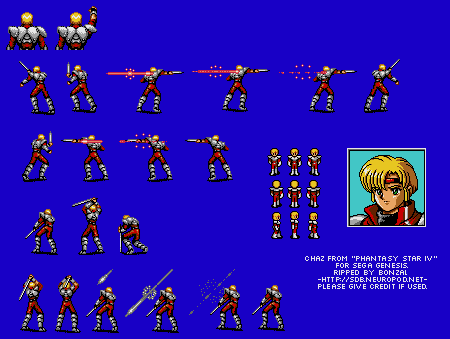 CHAZ FROM "PHANTASY STAR IV"
FOR SEGA GENESIS.
RIPPED BY BONZAI.
-HTTP://SDB.NEUROPOD.NET-
PLEASE GIVE CREDIT IF USED.